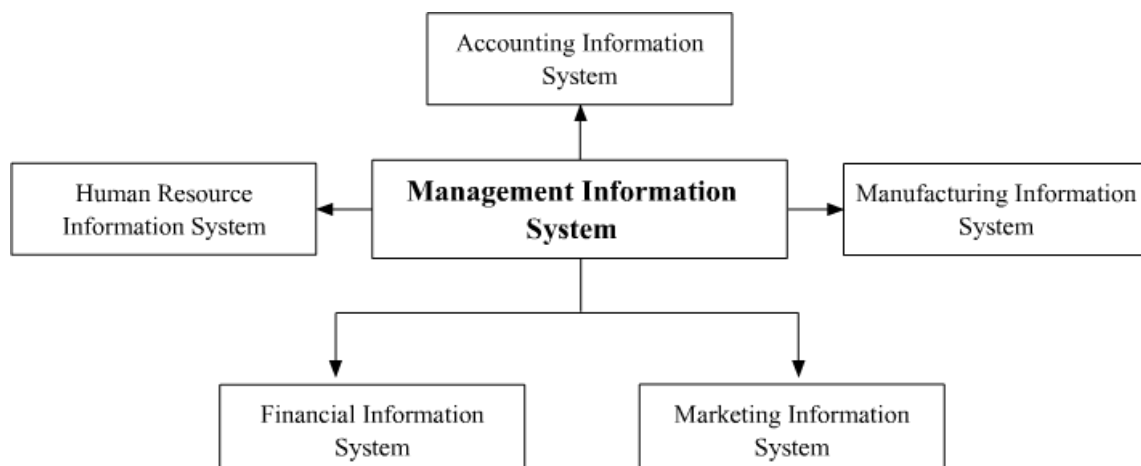 Accounting Information
System
Human Resource
Information System
Management Information
System
Manufacturing Information
System
Financial Information
System
Marketing Information
System